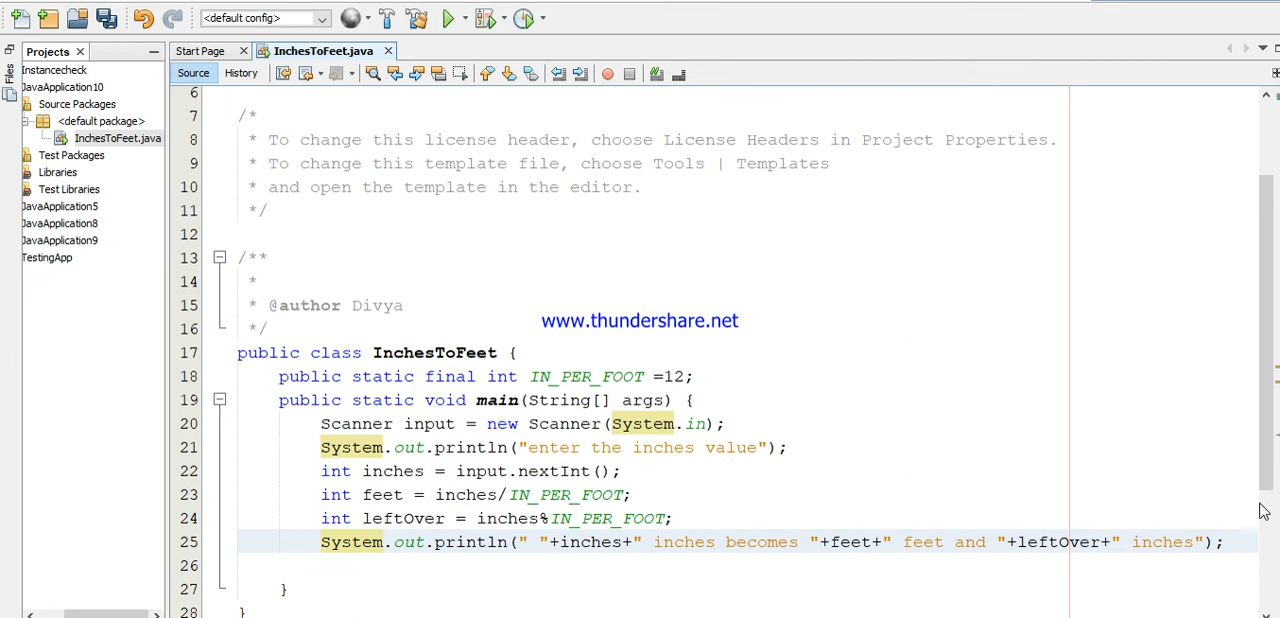 <default config>
Projects
Start Page
InchesToFeet.java
Files
Source
History
Instancecheck
JavaApplication10
Source Packages
<default package>
InchesToFeet.java
Test Packages
Libraries
Test Libraries
JavaApplication5
JavaApplication8
JavaApplication9
TestingApp
6
7 /*
8 * To change this license header, choose License Headers in Project Properties.
9 * To change this template file, choose Tools | Templates
10 * and open the template in the editor.
11 */
12
13 /**
14 *
15 * @author Divya
16 */
www.thundershare.net
17 public class InchesToFeet {
18 public static final int IN_PER_FOOT =12;
19 public static void main(String[] args) {
20 Scanner input = new Scanner(System.in);
21 System.out.println("enter the inches value");
22 int inches = input.nextInt();
23 int feet = inches/IN_PER_FOOT;
24 int leftOver = inches%IN_PER_FOOT;
25 System.out.println(" "+inches+" inches becomes "+feet+" feet and "+leftOver+" inches");
26
27 }
28 }